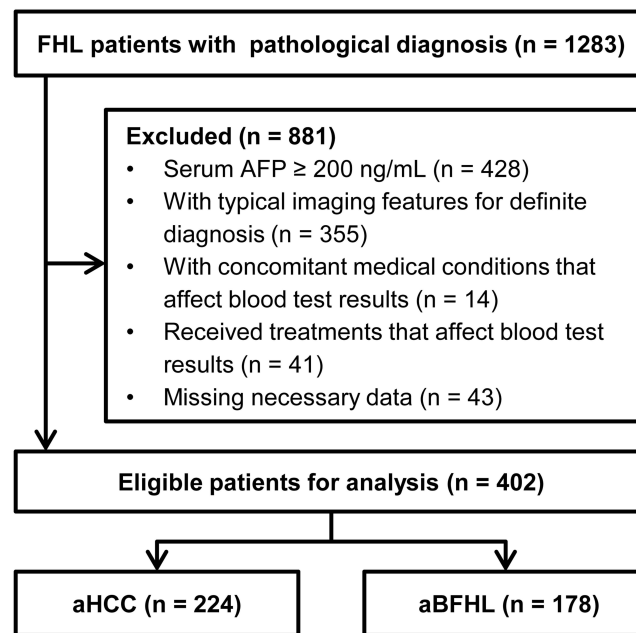 FHL patients with pathological diagnosis (n = 1283)
Excluded (n = 881)
• Serum AFP ≥ 200 ng/mL (n = 428)
• With typical imaging features for definite
diagnosis (n = 355)
• With concomitant medical conditions that
affect blood test results (n = 14)
• Received treatments that affect blood test
results (n = 41)
• Missing necessary data (n = 43)
Eligible patients for analysis (n = 402)
aHCC (n = 224)
aBFHL (n = 178)